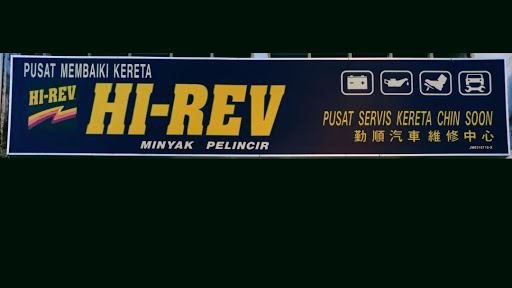 PUSAT MEMBAIKI KERETA
HI-REV
HI-REV
MINYAK PELINCIR
PUSAT SERVIS KERETA CHIN SOON
勤順汽車維修中心